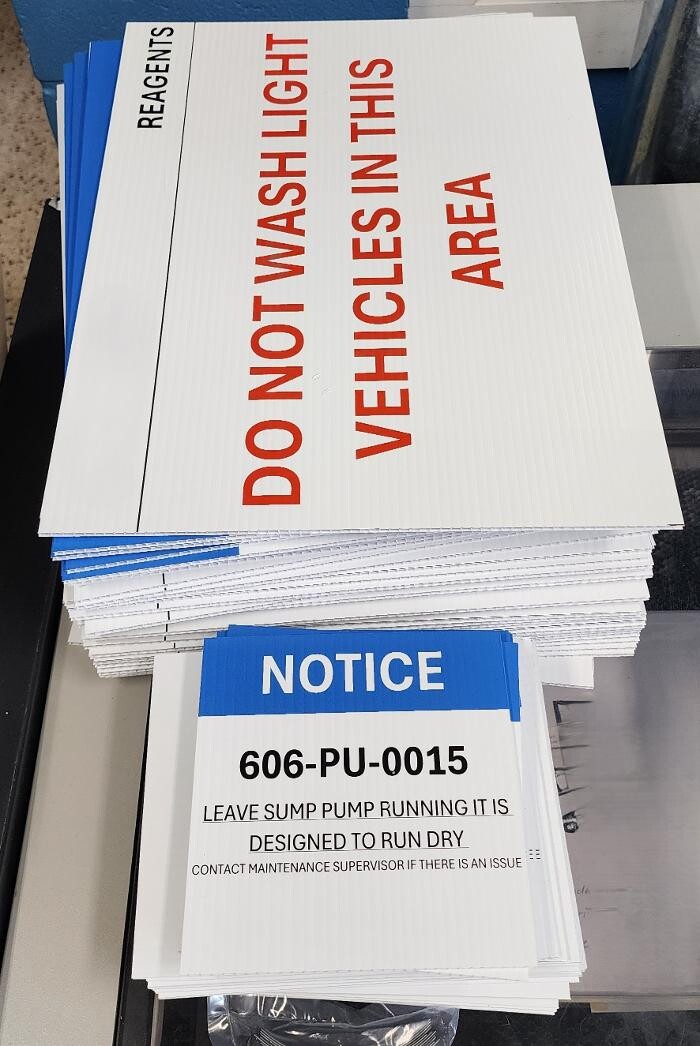 REAGENTS
DO NOT WASH LIGHT
VEHICLES IN THIS
AREA
NOTICE
606-PU-0015
LEAVE SUMP PUMP RUNNING IT IS
DESIGNED TO RUN DRY
CONTACT MAINTENANCE SUPERVISOR IF THERE IS AN ISSUE